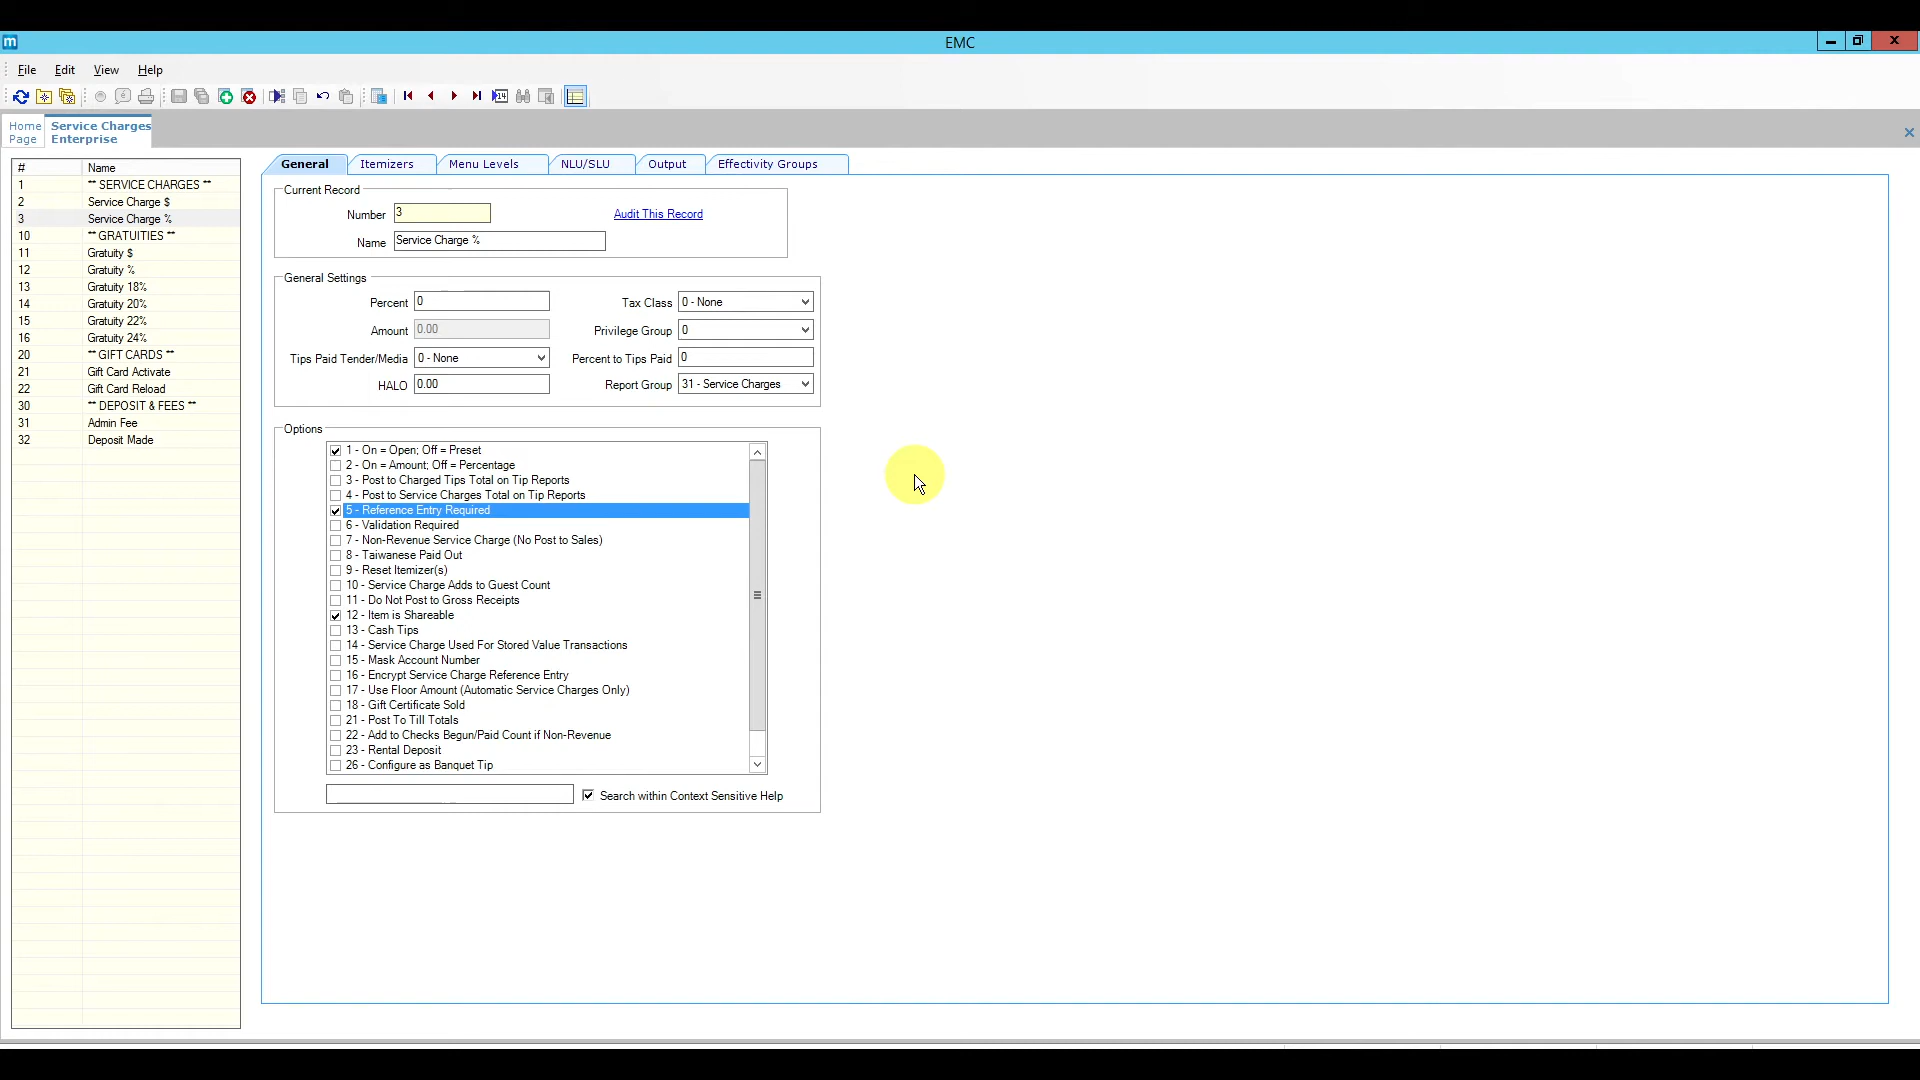 EMC
File Edit View Help
Home Page
Service Charges Enterprise
# Name
1 ** SERVICE CHARGES **
2 Service Charge $
3 Service Charge %
10 ** GRATUITIES **
11 Gratuity $
12 Gratuity %
13 Gratuity 18%
14 Gratuity 20%
15 Gratuity 22%
16 Gratuity 24%
20 ** GIFT CARDS **
21 Gift Card Activate
22 Gift Card Reload
30 ** DEPOSIT & FEES **
31 Admin Fee
32 Deposit Made
General Itemizers Menu Levels NLU/SLU Output Effectivity Groups
Current Record
Number 3 Audit This Record
Name Service Charge %
General Settings
Percent 0 Tax Class 0 - None
Amount 0.00 Privilege Group 0
Tips Paid Tender/Media 0 - None Percent to Tips Paid 0
HALO 0.00 Report Group 31 - Service Charges
Options
1 - On = Open; Off = Preset
2 - On = Amount; Off = Percentage
3 - Post to Charged Tips Total on Tip Reports
4 - Post to Service Charges Total on Tip Reports
5 - Reference Entry Required
6 - Validation Required
7 - Non-Revenue Service Charge (No Post to Sales)
8 - Taiwanese Paid Out
9 - Reset Itemizer(s)
10 - Service Charge Adds to Guest Count
11 - Do Not Post to Gross Receipts
12 - Item is Shareable
13 - Cash Tips
14 - Service Charge Used For Stored Value Transactions
15 - Mask Account Number
16 - Encrypt Service Charge Reference Entry
17 - Use Floor Amount (Automatic Service Charges Only)
18 - Gift Certificate Sold
21 - Post To Till Totals
22 - Add to Checks Begun/Paid Count if Non-Revenue
23 - Rental Deposit
26 - Configure as Banquet Tip
Search within Context Sensitive Help